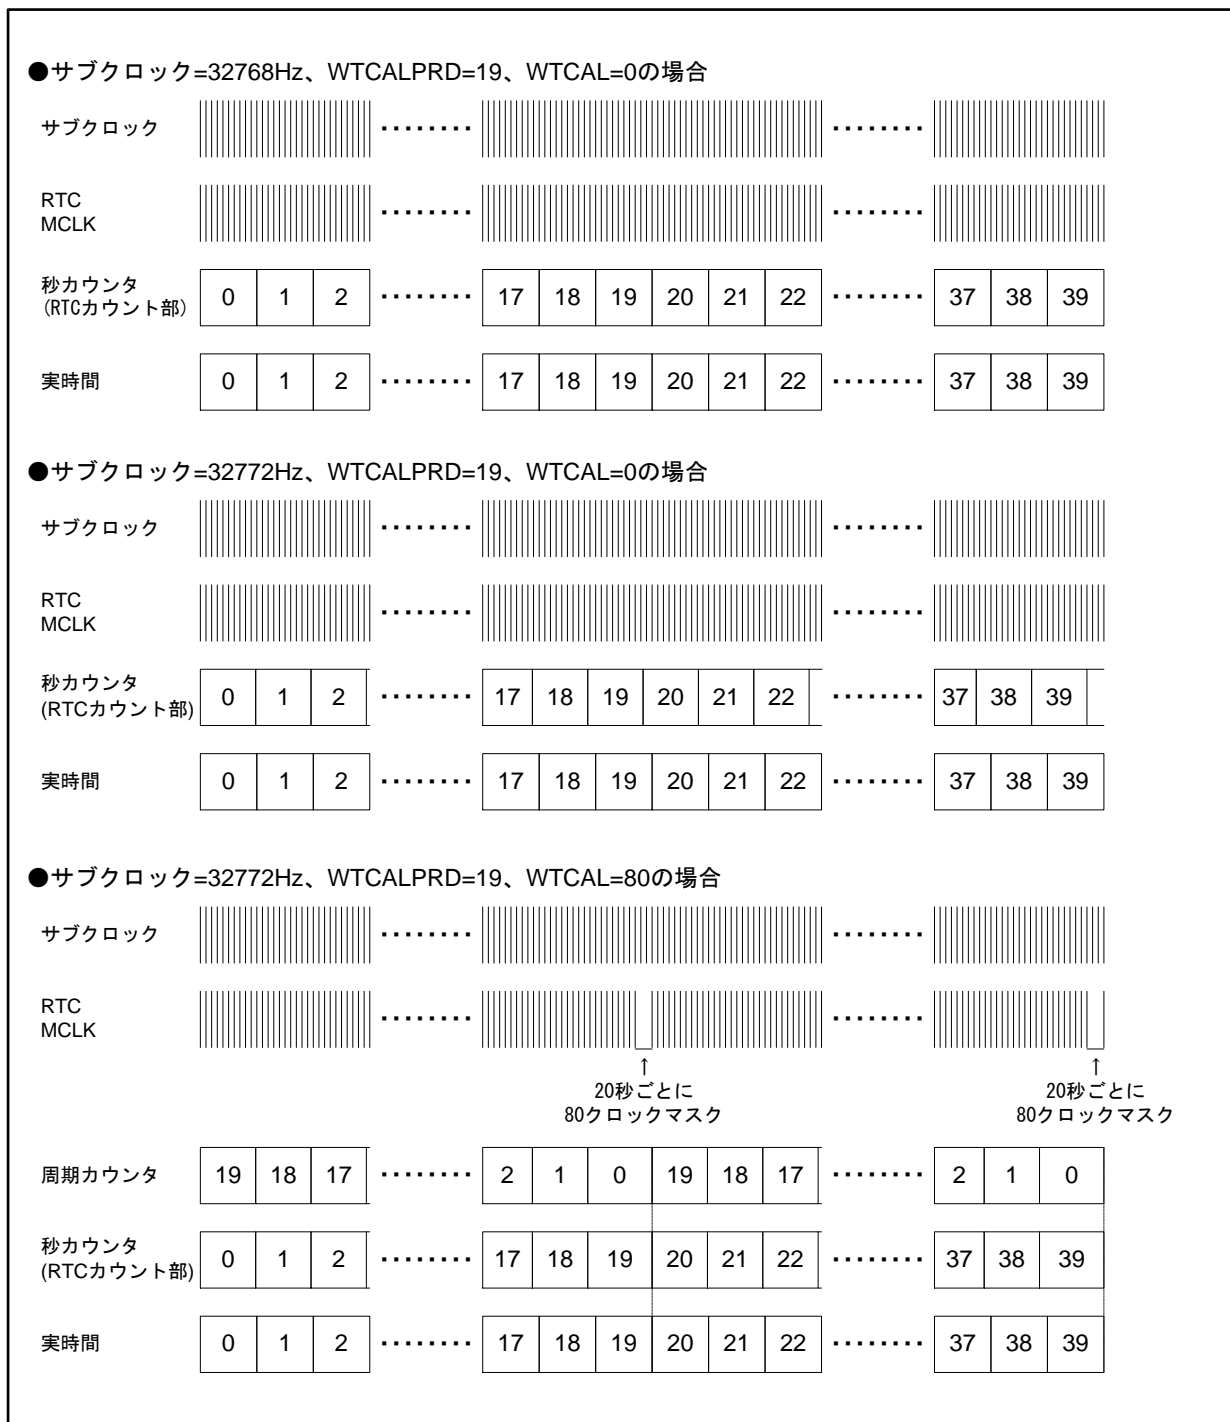 ●サブクロック=32768Hz、WTCALPRD=19、WTCAL=0の場合
サブクロック ........ ........
RTC
MCLK ........ ........
秒カウンタ
(RTCカウント部) 0 1 2 ........ 17 18 19 20 21 22 ........ 37 38 39
実時間 0 1 2 ........ 17 18 19 20 21 22 ........ 37 38 39
●サブクロック=32772Hz、WTCALPRD=19、WTCAL=0の場合
サブクロック ........ ........
RTC
MCLK ........ ........
秒カウンタ
(RTCカウント部) 0 1 2 ........ 17 18 19 20 21 22 ........ 37 38 39
実時間 0 1 2 ........ 17 18 19 20 21 22 ........ 37 38 39
●サブクロック=32772Hz、WTCALPRD=19、WTCAL=80の場合
サブクロック ........ ........
RTC
MCLK ........ ........
↑ ↑
20秒ごとに 20秒ごとに
80クロックマスク 80クロックマスク
周期カウンタ 19 18 17 ........ 2 1 0 19 18 17 ........ 2 1 0
秒カウンタ
(RTCカウント部) 0 1 2 ........ 17 18 19 20 21 22 ........ 37 38 39
実時間 0 1 2 ........ 17 18 19 20 21 22 ........ 37 38 39